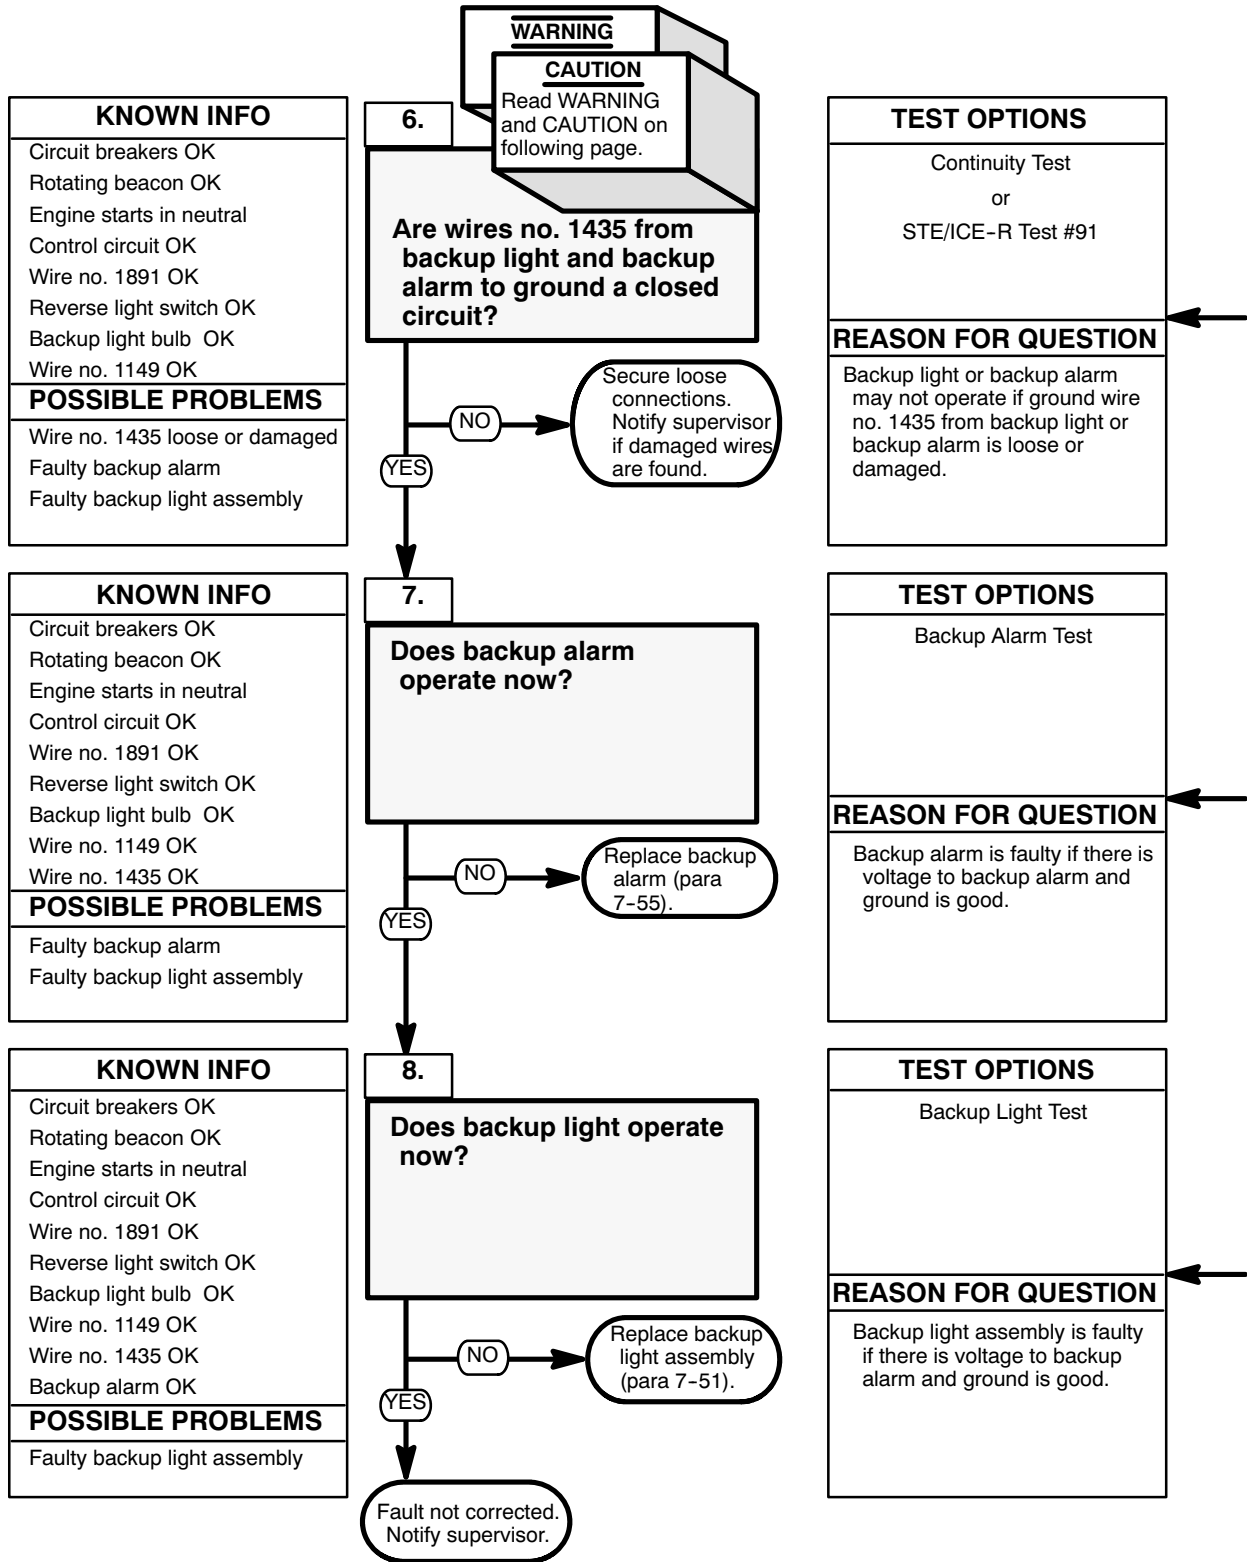 WARNING
CAUTION
Read WARNING
and CAUTION on
following page.
KNOWN INFO
Circuit breakers OK
Rotating beacon OK
Engine starts in neutral
Control circuit OK
Wire no. 1891 OK
Reverse light switch OK
Backup light bulb OK
Wire no. 1149 OK
POSSIBLE PROBLEMS
Wire no. 1435 loose or damaged
Faulty backup alarm
Faulty backup light assembly
6.
Are wires no. 1435 from
backup light and backup
alarm to ground a closed
circuit?
NO
Secure loose
connections.
Notify supervisor
if damaged wires
are found.
YES
TEST OPTIONS
Continuity Test
or
STE/ICE-R Test #91
REASON FOR QUESTION
Backup light or backup alarm
may not operate if ground wire
no. 1435 from backup light or
backup alarm is loose or
damaged.
KNOWN INFO
Circuit breakers OK
Rotating beacon OK
Engine starts in neutral
Control circuit OK
Wire no. 1891 OK
Reverse light switch OK
Backup light bulb OK
Wire no. 1149 OK
Wire no. 1435 OK
POSSIBLE PROBLEMS
Faulty backup alarm
Faulty backup light assembly
7.
Does backup alarm
operate now?
NO
Replace backup
alarm (para
7-55).
YES
TEST OPTIONS
Backup Alarm Test
REASON FOR QUESTION
Backup alarm is faulty if there is
voltage to backup alarm and
ground is good.
KNOWN INFO
Circuit breakers OK
Rotating beacon OK
Engine starts in neutral
Control circuit OK
Wire no. 1891 OK
Reverse light switch OK
Backup light bulb OK
Wire no. 1149 OK
Wire no. 1435 OK
Backup alarm OK
POSSIBLE PROBLEMS
Faulty backup light assembly
8.
Does backup light operate
now?
NO
Replace backup
light assembly
(para 7-51).
YES
Fault not corrected.
Notify supervisor.
TEST OPTIONS
Backup Light Test
REASON FOR QUESTION
Backup light assembly is faulty
if there is voltage to backup
alarm and ground is good.